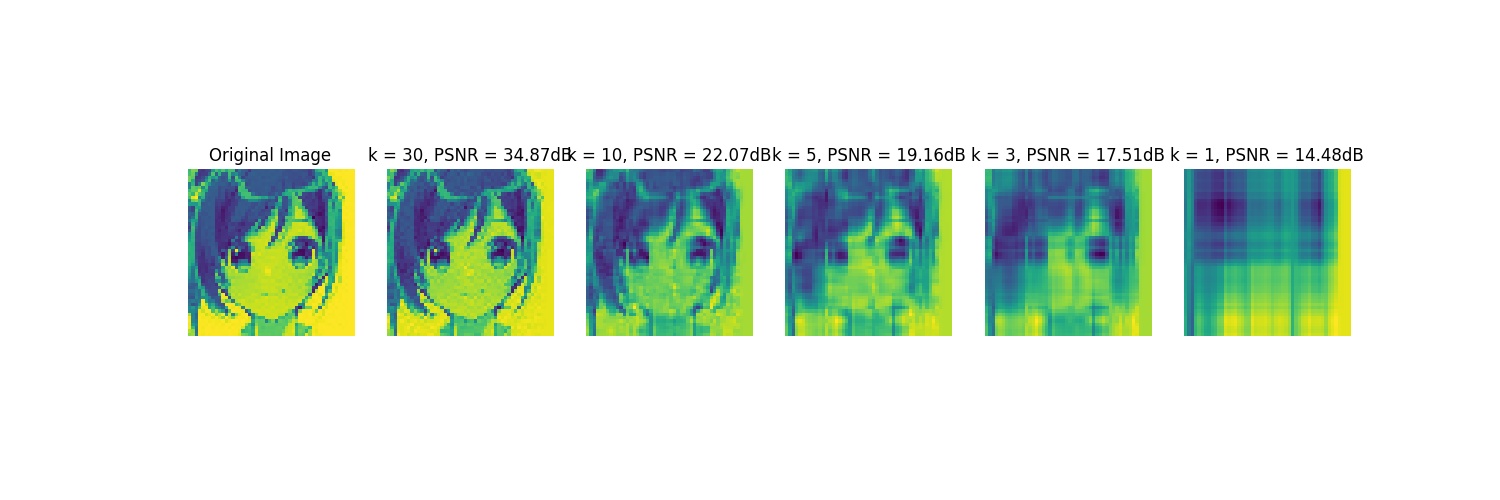 Original Image
k = 30, PSNR = 34.87dB
k = 10, PSNR = 22.07dB
k = 5, PSNR = 19.16dB
k = 3, PSNR = 17.51dB
k = 1, PSNR = 14.48dB